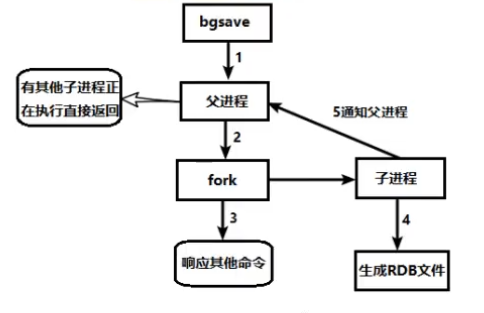 bgsave
1
有其他子进程正
在执行直接返回
父进程
5通知父进程
2
fork
子进程
3
4
响应其他命令
生成RDB文件